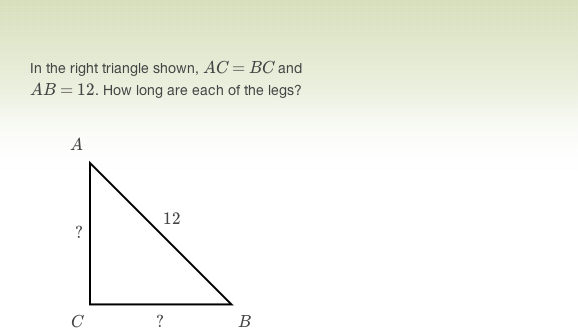 In the right triangle shown, AC = BC and
AB = 12. How long are each of the legs?
A
12
?
C
?
B